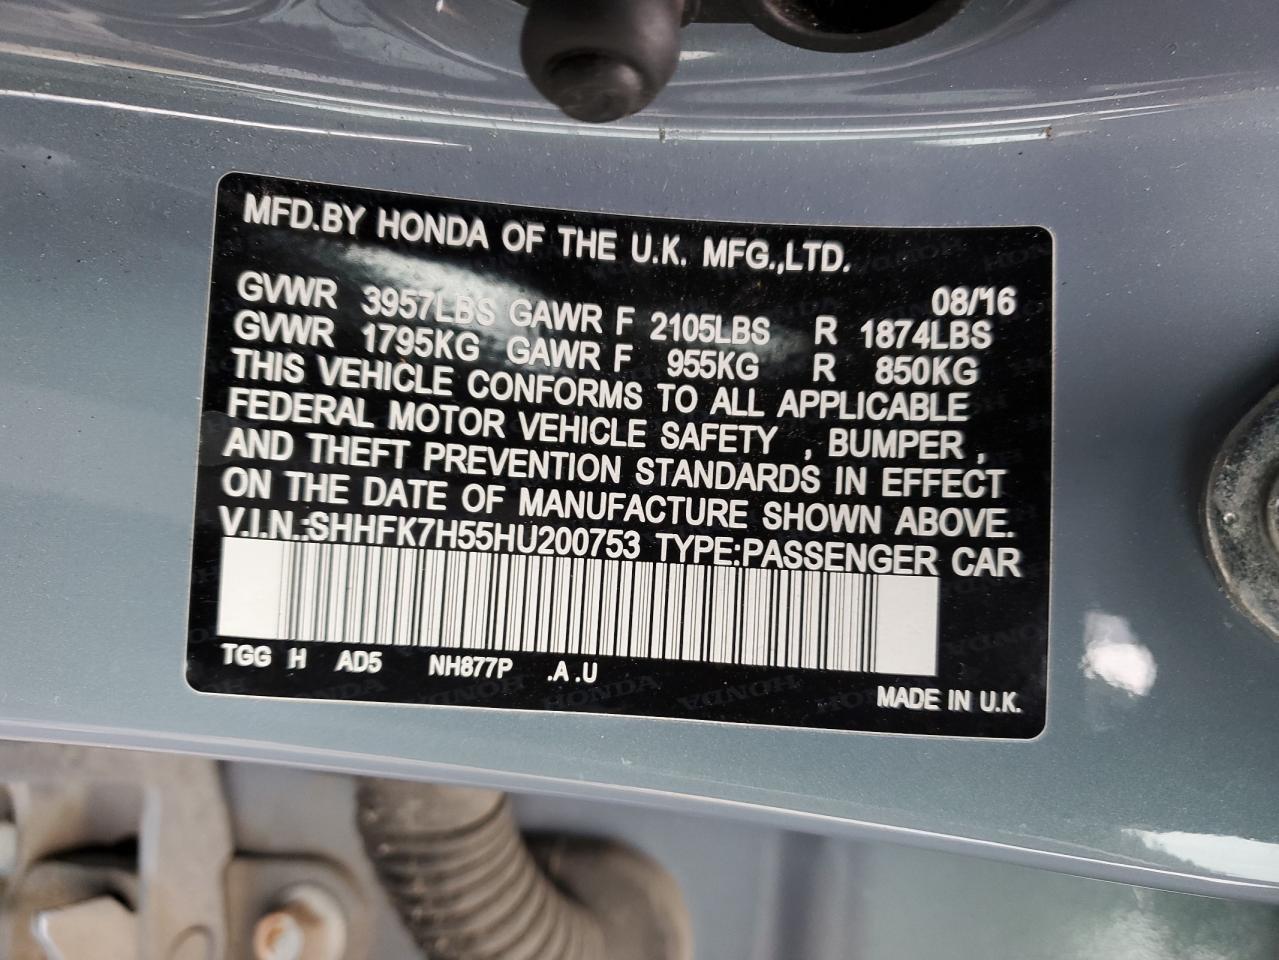 MFD.BY HONDA OF THE U.K. MFG.,LTD.
08/'16
GVWR 3957LBS GAWR F 2105LBS R 1874LBS
GVWR 1795KG GAWR F 955KG R 850KG
THIS VEHICLE CONFORMS TO ALL APPLICABLE
FEDERAL MOTOR VEHICLE SAFETY , BUMPER ,
AND THEFT PREVENTION STANDARDS IN EFFECT
ON THE DATE OF MANUFACTURE SHOWN ABOVE.
V.I.N.:SHHFK7H55HU200753 TYPE:PASSENGER CAR
TGG H AD5 NH877P .A .U
MADE IN U.K.